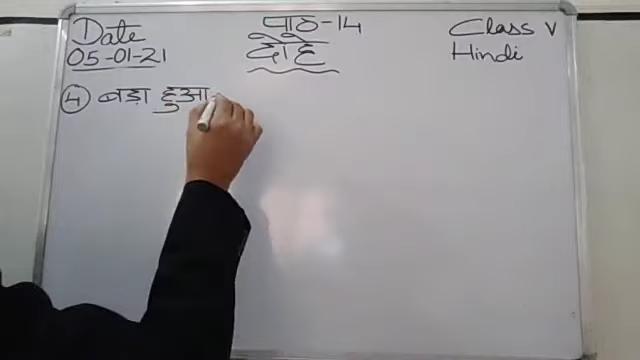 Date
05-01-21
पाठ-14
दोहे
Class V
Hindi
4 बड़ा हुआ